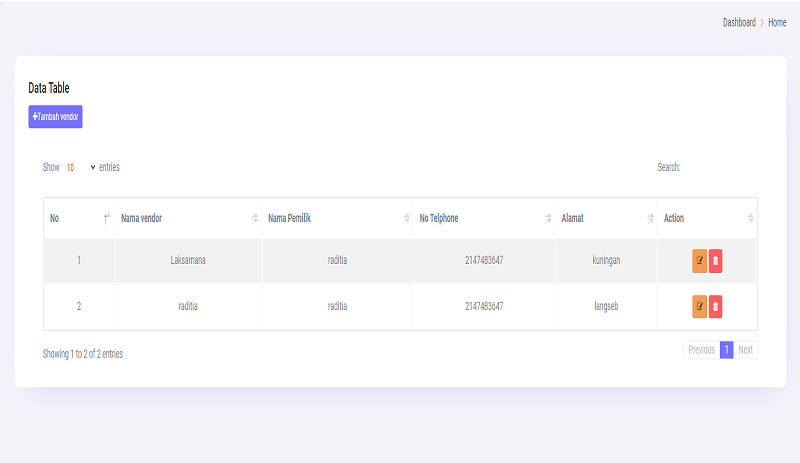 Dashboard > Home
Data Table
+Tambah vendor
Show 10 entries Search:
No Nama vendor Nama Pemilik No Telphone Alamat Action
1 Laksamana raditia 2147483647 kuningan
2 raditia raditia 2147483647 langseb
Showing 1 to 2 of 2 entries Previous 1 Next